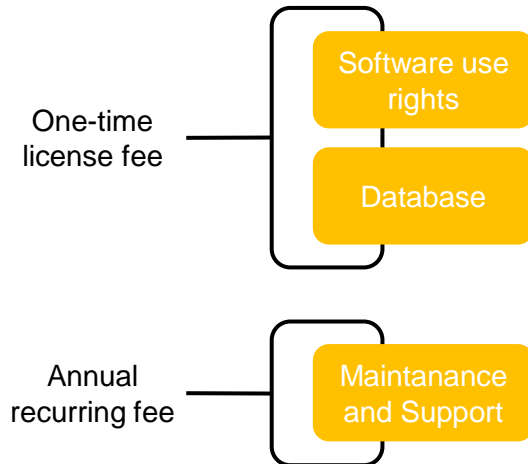 One-time
license fee
Software use
rights
Database
Annual
recurring fee
Maintanance
and Support